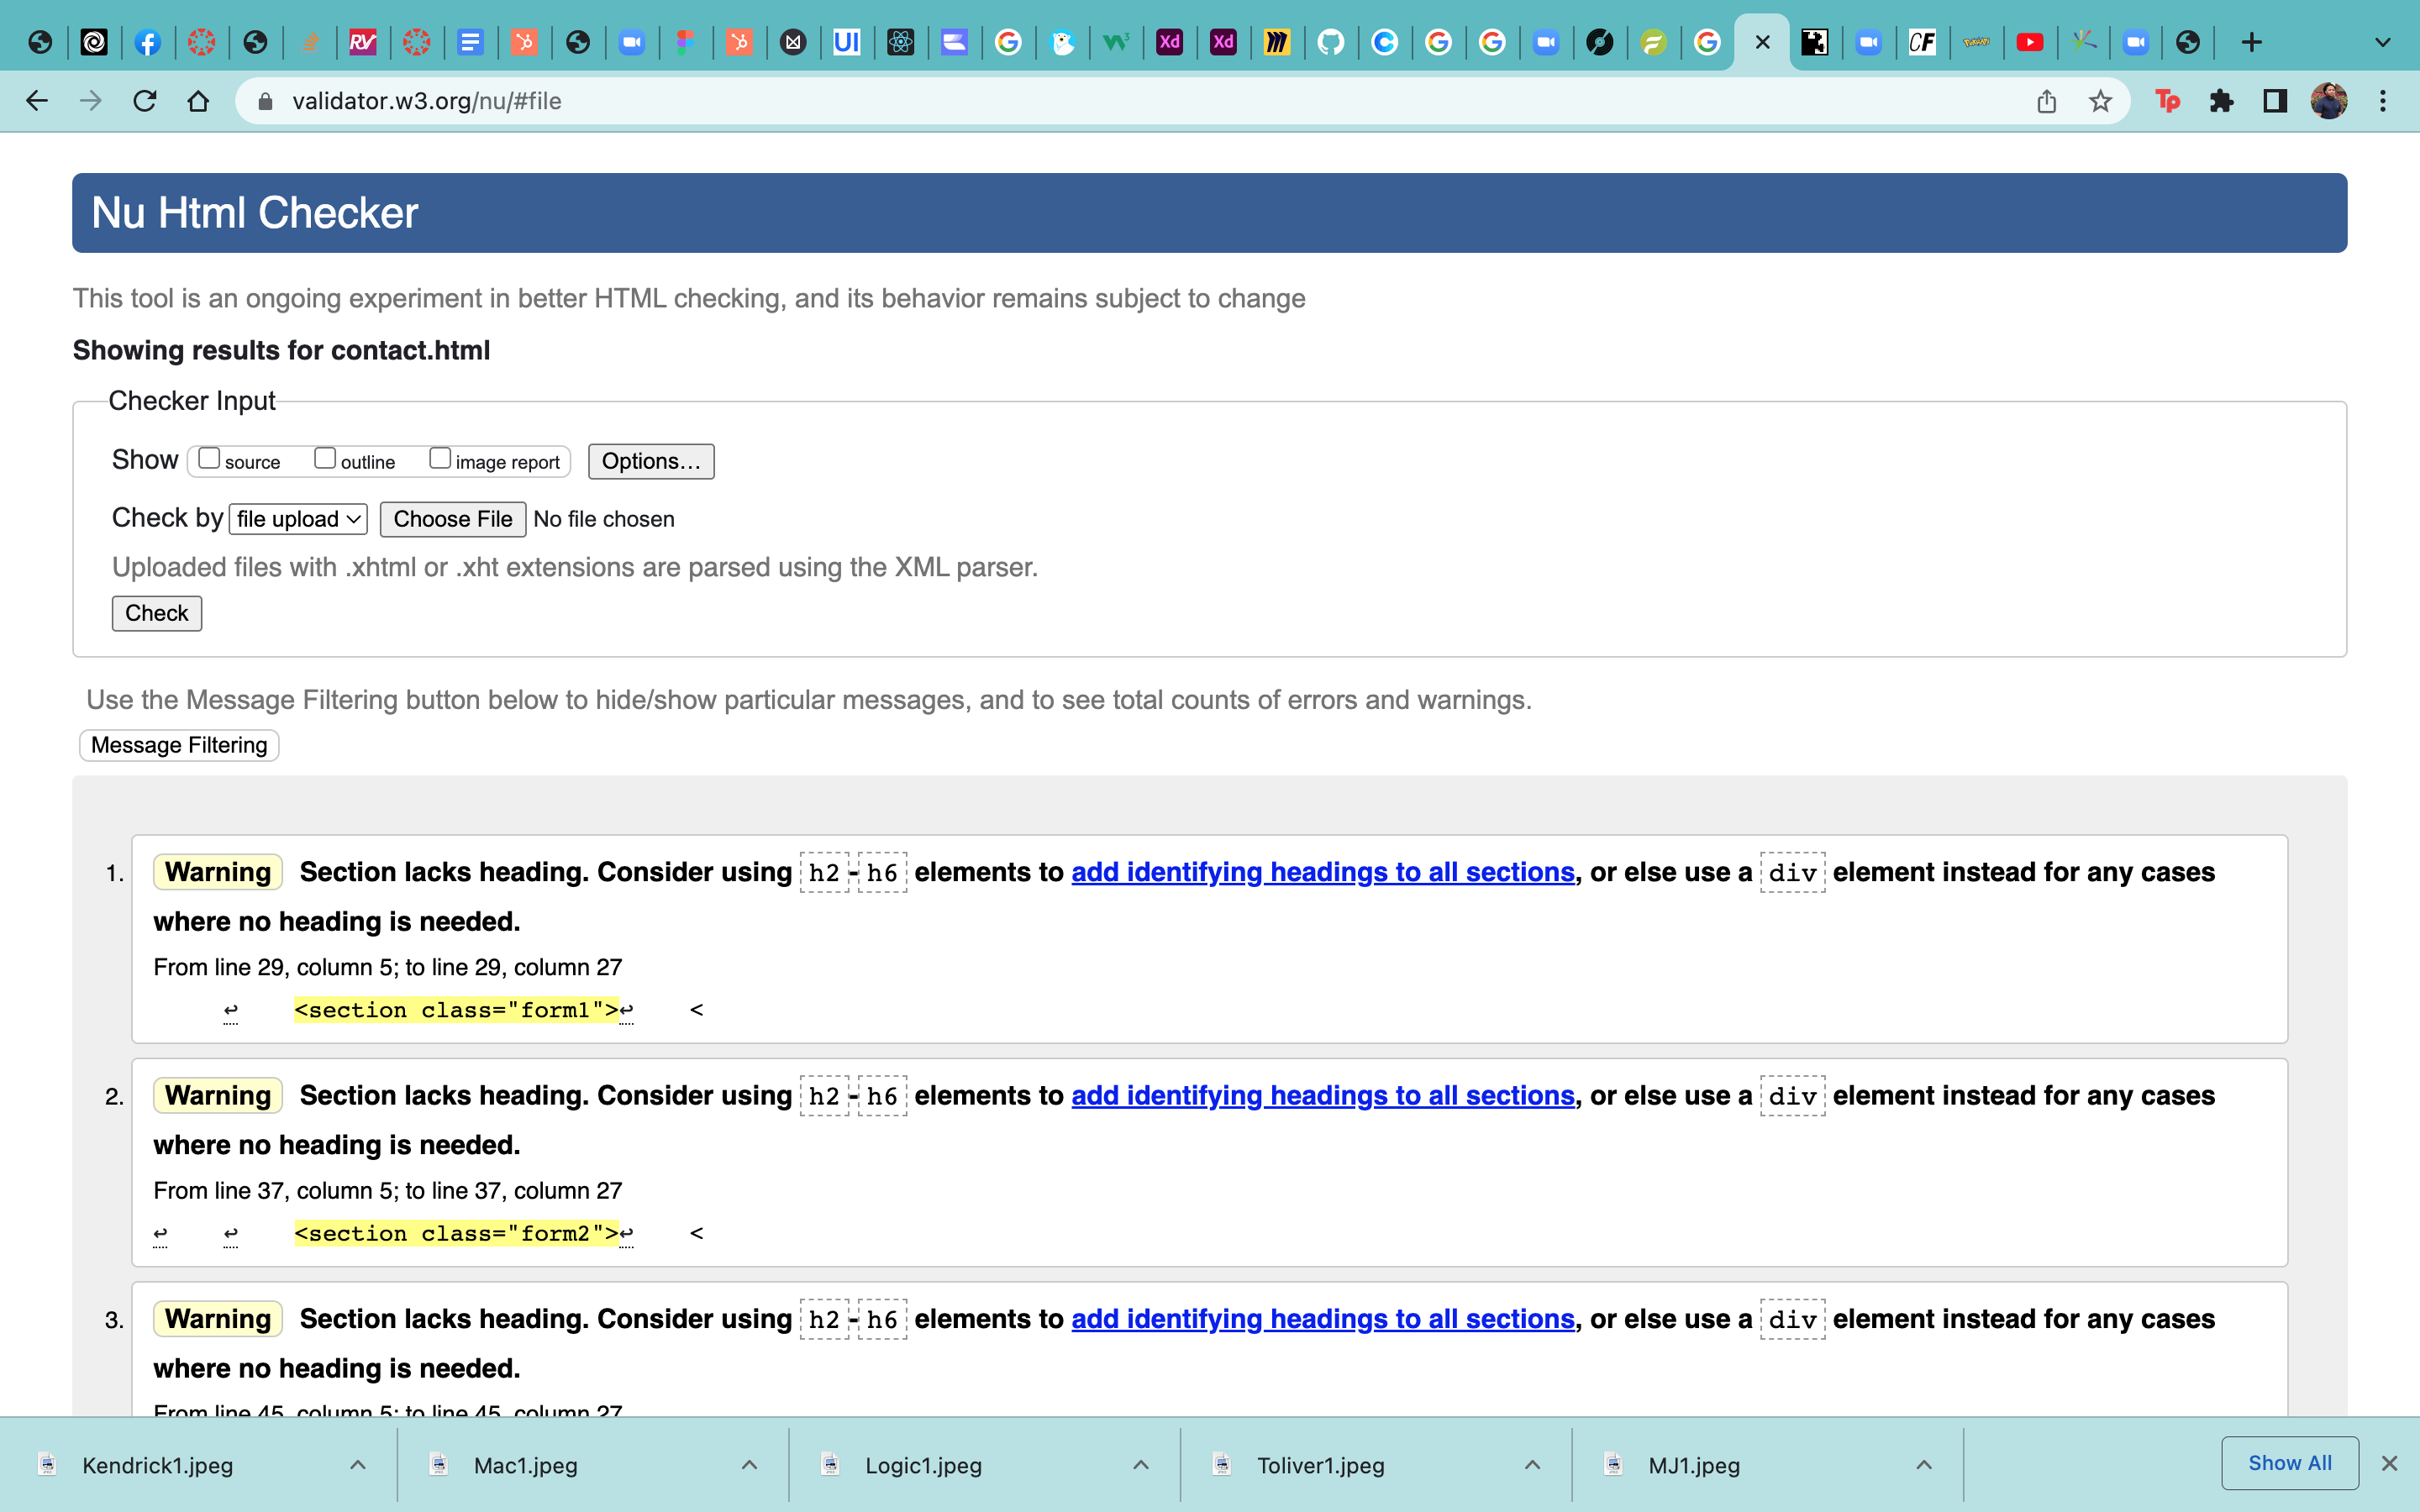 RV
UI
Xd
Xd
CF
validator.w3.org/nu/#file
Tp
Nu Html Checker
This tool is an ongoing experiment in better HTML checking, and its behavior remains subject to change
Showing results for contact.html
Checker Input
Show source outline image report Options...
Check by file upload Choose File No file chosen
Uploaded files with .xhtml or .xht extensions are parsed using the XML parser.
Check
Use the Message Filtering button below to hide/show particular messages, and to see total counts of errors and warnings.
Message Filtering
1. Warning Section lacks heading. Consider using h2-h6 elements to add identifying headings to all sections, or else use a div element instead for any cases
where no heading is needed.
From line 29, column 5; to line 29, column 27
↩ <section class="form1">↩ <
2. Warning Section lacks heading. Consider using h2-h6 elements to add identifying headings to all sections, or else use a div element instead for any cases
where no heading is needed.
From line 37, column 5; to line 37, column 27
↩ ↩ <section class="form2">↩ <
3. Warning Section lacks heading. Consider using h2-h6 elements to add identifying headings to all sections, or else use a div element instead for any cases
where no heading is needed.
From line 45, column 5; to line 45, column 27
Kendrick1.jpeg Mac1.jpeg Logic1.jpeg Toliver1.jpeg MJ1.jpeg Show All